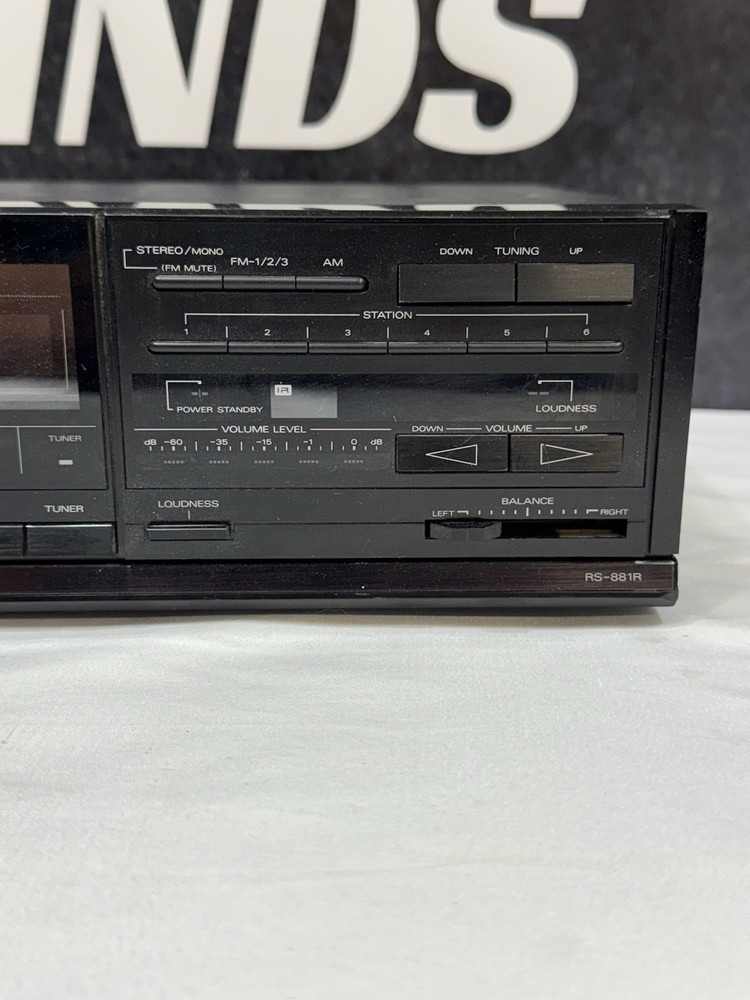 NDS
STEREO/MONO
(FM MUTE)
FM-1/2/3
AM
DOWN TUNING UP
STATION
1 2 3 4 5 6
IR
POWER STANDBY
LOUDNESS
VOLUME LEVEL
dB -60 -35 -15 -1 0 dB
DOWN VOLUME UP
TUNER
TUNER
LOUDNESS
BALANCE
LEFT RIGHT
RS-881R